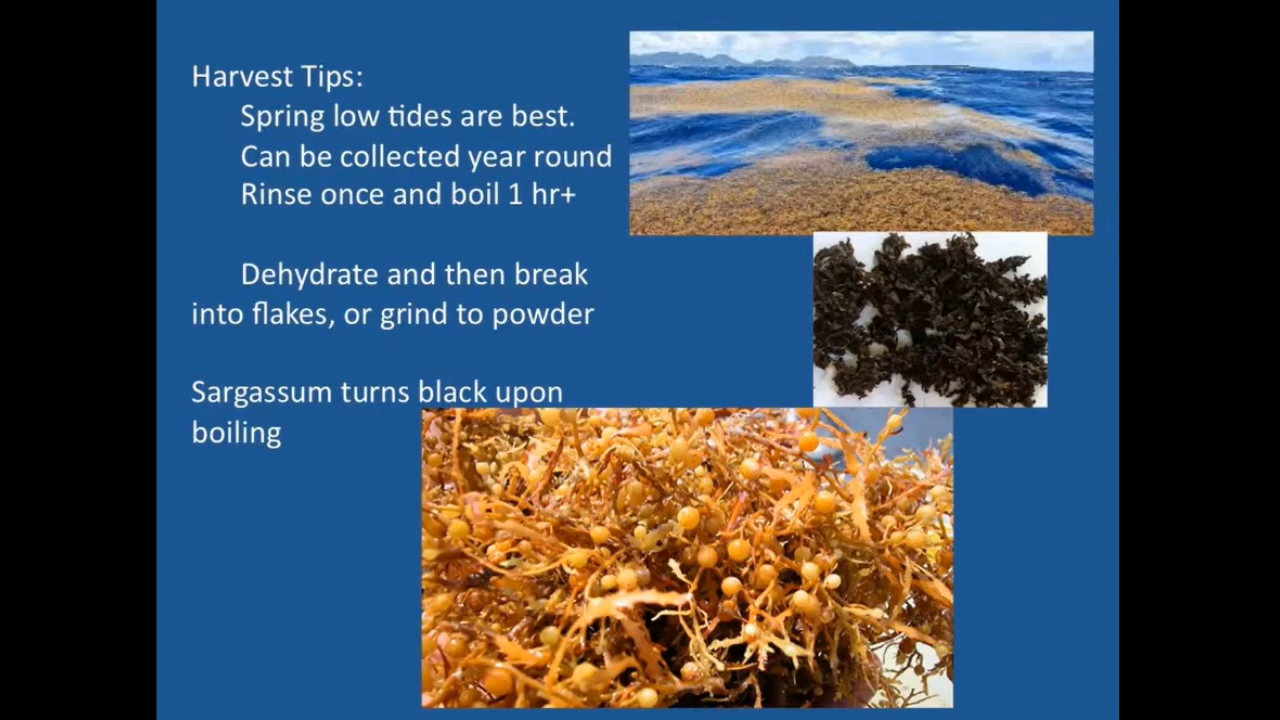 Harvest Tips:
Spring low tides are best.
Can be collected year round
Rinse once and boil 1 hr+
Dehydrate and then break
into flakes, or grind to powder
Sargassum turns black upon
boiling